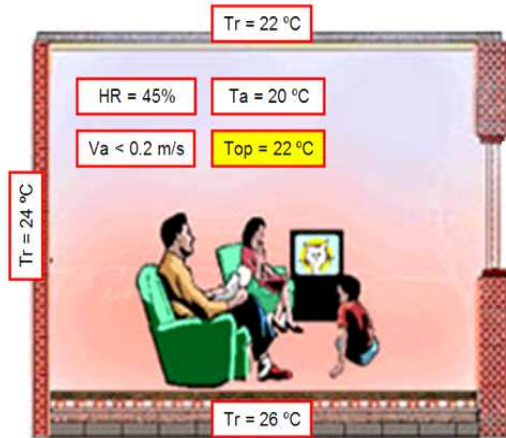 Tr = 22 ºC
HR = 45%
Ta = 20 ºC
Va < 0.2 m/s
Top = 22 ºC
Tr = 24 ºC
Tr = 26 ºC